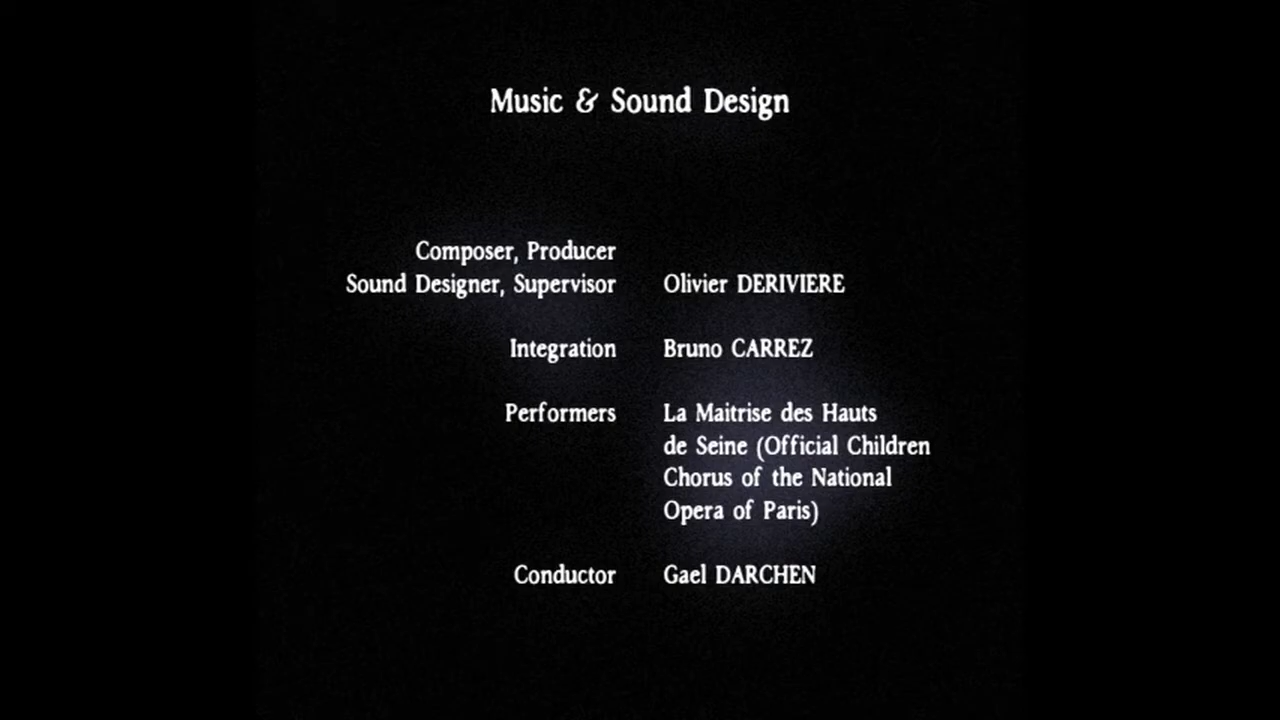 Music & Sound Design
Composer, Producer
Sound Designer, Supervisor Olivier DERIVIERE
Integration Bruno CARREZ
Performers La Maitrise des Hauts
de Seine (Official Children
Chorus of the National
Opera of Paris)
Conductor Gael DARCHEN